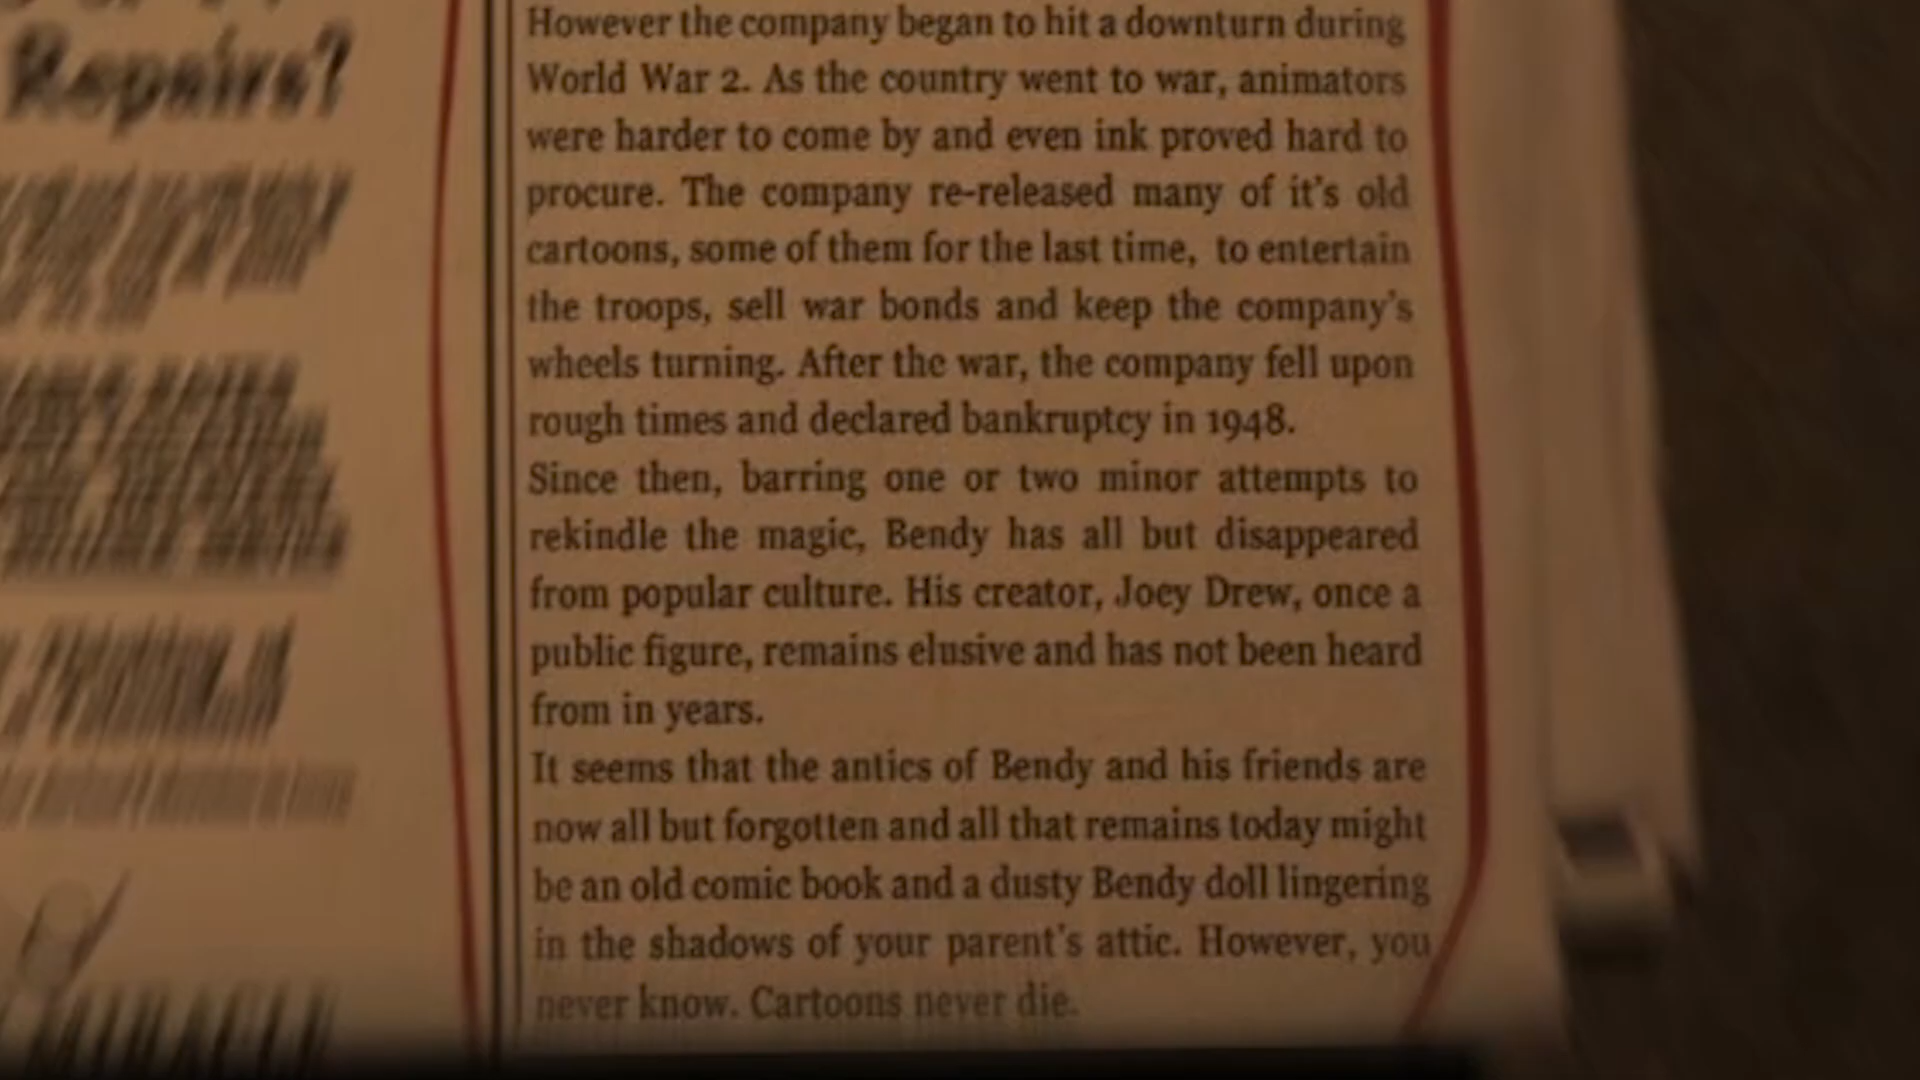 Repairs?
However the company began to hit a downturn during
World War 2. As the country went to war, animators
were harder to come by and even ink proved hard to
procure. The company re-released many of it's old
cartoons, some of them for the last time, to entertain
the troops, sell war bonds and keep the company's
wheels turning. After the war, the company fell upon
rough times and declared bankruptcy in 1948.
Since then, barring one or two minor attempts to
rekindle the magic, Bendy has all but disappeared
from popular culture. His creator, Joey Drew, once a
public figure, remains elusive and has not been heard
from in years.
It seems that the antics of Bendy and his friends are
now all but forgotten and all that remains today might
be an old comic book and a dusty Bendy doll lingering
in the shadows of your parent's attic. However, you
never know. Cartoons never die.